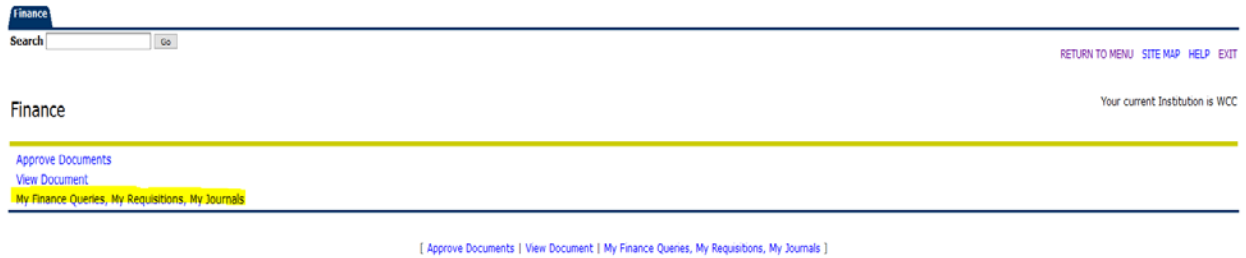 Finance
Search Go
RETURN TO MENU SITE MAP HELP EXIT
Finance
Your current Institution is WCC
Approve Documents
View Document
My Finance Queries, My Requisitions, My Journals
[ Approve Documents | View Document | My Finance Queries, My Requisitions, My Journals ]